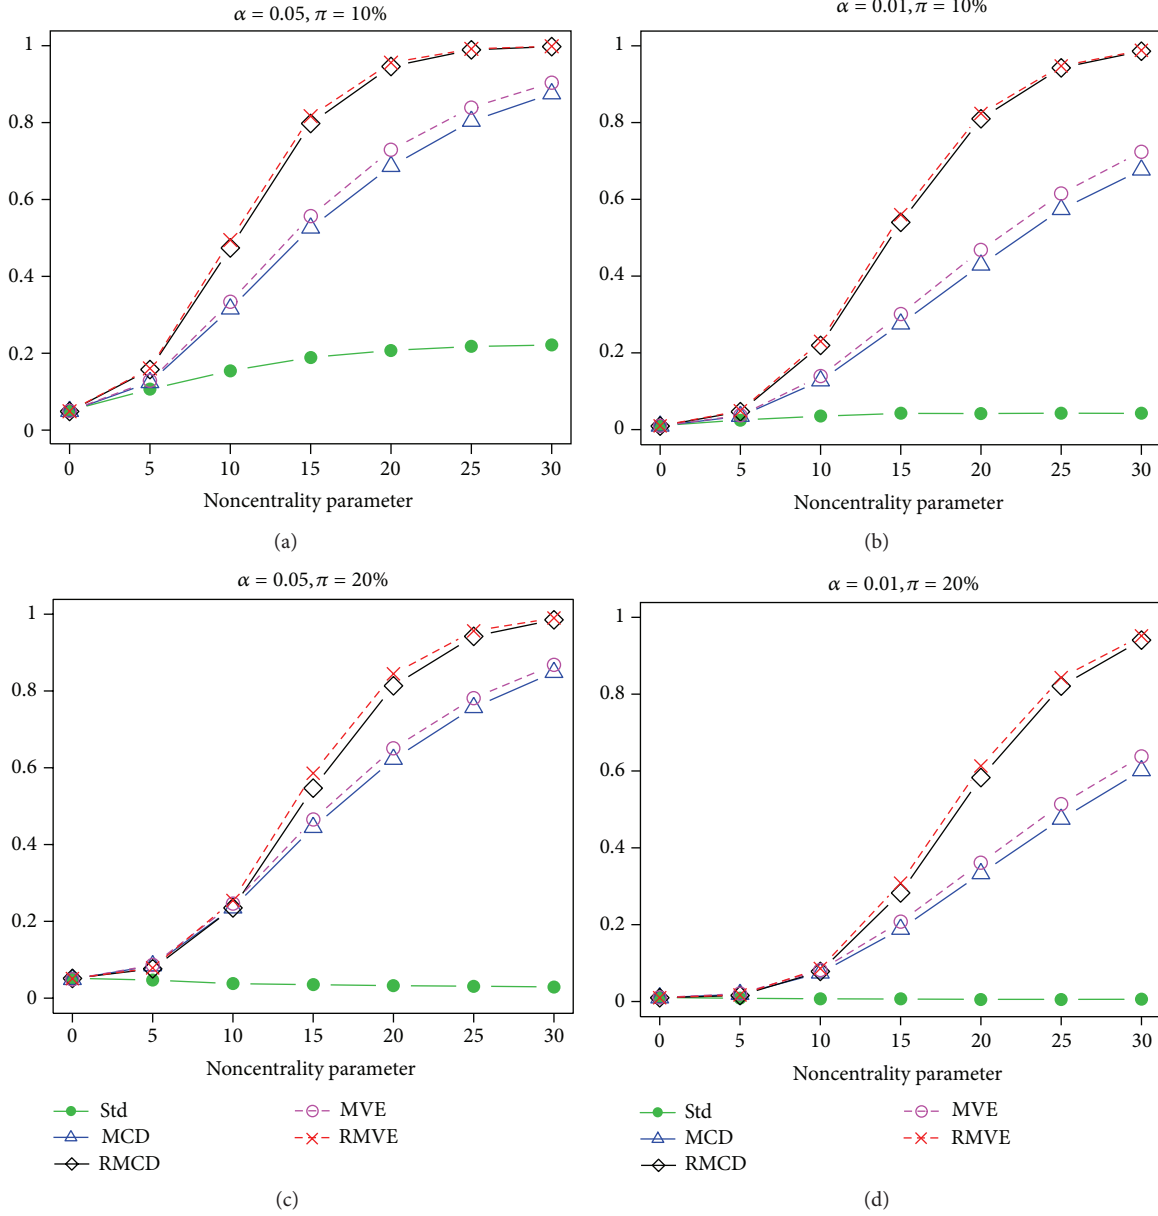 α = 0.05, π = 10%
1
0.8
0.6
0.4
0.2
0
0 5 10 15 20 25 30
Noncentrality parameter
(a)
α = 0.01, π = 10%
1
0.8
0.6
0.4
0.2
0
0 5 10 15 20 25 30
Noncentrality parameter
(b)
α = 0.05, π = 20%
1
0.8
0.6
0.4
0.2
0
0 5 10 15 20 25 30
Noncentrality parameter
Std
MCD
RMCD
MVE
RMVE
(c)
α = 0.01, π = 20%
1
0.8
0.6
0.4
0.2
0
0 5 10 15 20 25 30
Noncentrality parameter
Std
MCD
RMCD
MVE
RMVE
(d)